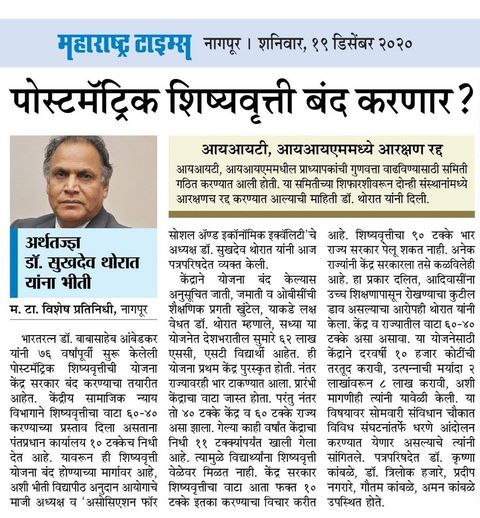 महाराष्ट्र टाइम्स नागपूर । शनिवार, १९ डिसेंबर २०२०
पोस्टमॅट्रिक शिष्यवृत्ती बंद करणार?
आयआयटी, आयआयएममध्ये आरक्षण रद्द
आयआयटी, आयआयएममधील प्राध्यापकांची गुणवत्ता वाढविण्यासाठी समिती
गठित करण्यात आली होती. या समितीच्या शिफारशीवरून दोन्ही संस्थानांमध्ये
आरक्षणच रद्द करण्यात आल्याची माहिती डॉ. थोरात यांनी दिली.
अर्थतज्ज्ञ
डॉ. सुखदेव थोरात
यांना भीती
म. टा. विशेष प्रतिनिधी, नागपूर
भारतरत्न डॉ. बाबासाहेब आंबेडकर
यांनी ७६ वर्षांपूर्वी सुरू केलेली
पोस्टमॅट्रिक शिष्यवृत्तीची योजना
केंद्र सरकार बंद करण्याच्या तयारीत
आहेत. केंद्रीय सामाजिक न्याय
विभागाने शिष्यवृत्तीचा वाटा ६०-४०
करण्याच्या प्रस्ताव दिला असताना
पंतप्रधान कार्यालय १० टक्केच निधी
देत आहे. यावरून ही शिष्यवृत्ती
योजना बंद होण्याच्या मार्गावर आहे,
अशी भीती विद्यापीठ अनुदान आयोगाचे
माजी अध्यक्ष व 'असोसिएशन फॉर
सोशल ॲण्ड इकॉनॉमिक इक्वॅलिटी'चे
अध्यक्ष डॉ. सुखदेव थोरात यांनी आज
पत्रपरिषदेत व्यक्त केली.
केंद्राने योजना बंद केल्यास
अनुसूचित जाती, जमाती व ओबीसींची
शैक्षणिक प्रगती खुंटेल, याकडे लक्ष
वेधत डॉ. थोरात म्हणाले, सध्या या
योजनेत देशभरातील सुमारे ६२ लाख
एससी, एसटी विद्यार्थी आहेत. ही
योजना प्रथम केंद्र पुरस्कृत होती. नंतर
राज्यावरही भार टाकण्यात आला. प्रारंभी
केंद्राचा वाटा जास्त होता. परंतु नंतर
तो ४० टक्के केंद्र व ६० टक्के राज्य
असा झाला. गेल्या काही वर्षांत केंद्राचा
निधी ११ टक्क्यांपर्यंत खाली गेला
आहे. त्यामुळे विद्यार्थ्यांना शिष्यवृत्ती
वेळेवर मिळत नाही. केंद्र सरकार
शिष्यवृत्तीचा वाटा आता फक्त १०
टक्के इतका करण्याचा विचार करीत
आहे. शिष्यवृत्तीचा ९० टक्के भार
राज्य सरकार पेलू शकत नाही. अनेक
राज्यांनी केंद्र सरकारला तसे कळविलेही
आहे. हा प्रकार दलित, आदिवासींना
उच्च शिक्षणापासून रोखण्याचा कुटील
डाव असल्याचा आरोपही थोरात यांनी
केला. केंद्र व राज्यातील वाटा ६०-४०
टक्के असा असावा. या योजनेसाठी
केंद्राने दरवर्षी १० हजार कोटींची
तरतूद करावी, उत्पन्नाची मर्यादा २
लाखांवरून ८ लाख करावी, अशी
मागणीही त्यांनी यावेळी केली. या
विषयावर सोमवारी संविधान चौकात
विविध संघटनांतर्फे धरणे आंदोलन
करण्यात येणार असल्याचे त्यांनी
सांगितले. पत्रपरिषदेत डॉ. कृष्णा
कांबळे, डॉ. त्रिलोक हजारे, प्रदीप
नगरारे, गौतम कांबळे, अमन कांबळे
उपस्थित होते.